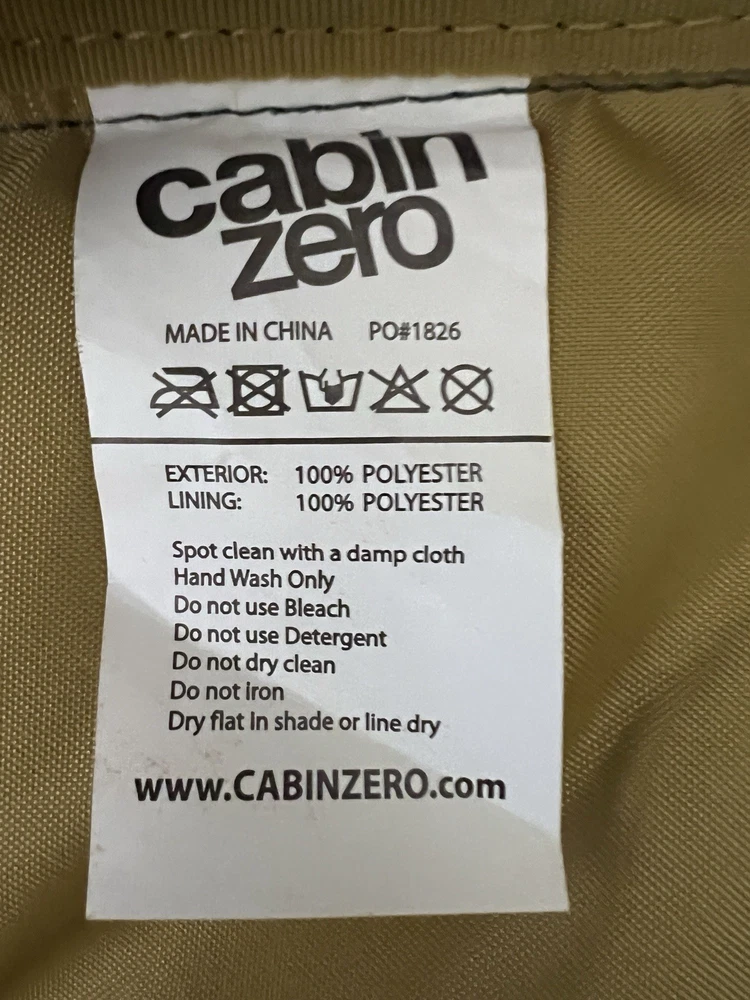 cabin
zero
MADE IN CHINA PO#1826
EXTERIOR: 100% POLYESTER
LINING: 100% POLYESTER
Spot clean with a damp cloth
Hand Wash Only
Do not use Bleach
Do not use Detergent
Do not dry clean
Do not iron
Dry flat in shade or line dry
www.CABINZERO.com